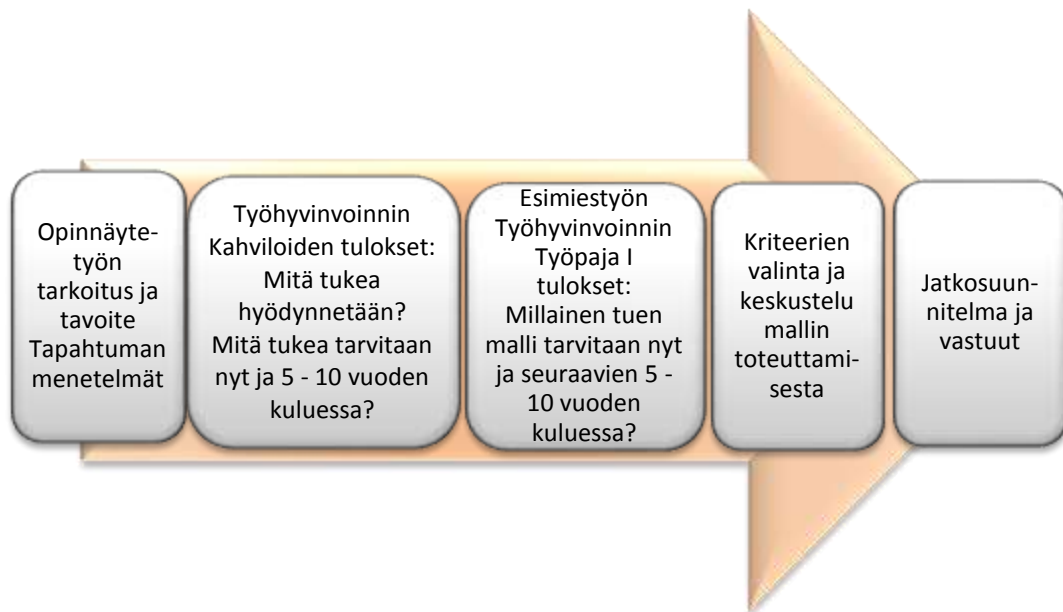 Opinnäyte-
työn
tarkoitus ja
tavoite
Tapahtuman
menetelmät
Työhyvinvoinnin
Kahviloiden tulokset:
Mitä tukea
hyödynnetään?
Mitä tukea tarvitaan
nyt ja 5 - 10 vuoden
kuluessa?
Esimiestyön
Työhyvinvoinnin
Työpaja I
tulokset:
Millainen tuen
malli tarvitaan nyt
ja seuraavien 5 -
10 vuoden
kuluessa?
Kriteerien
valinta ja
keskustelu
mallin
toteuttami-
sesta
Jatkosuun-
nitelma ja
vastuut